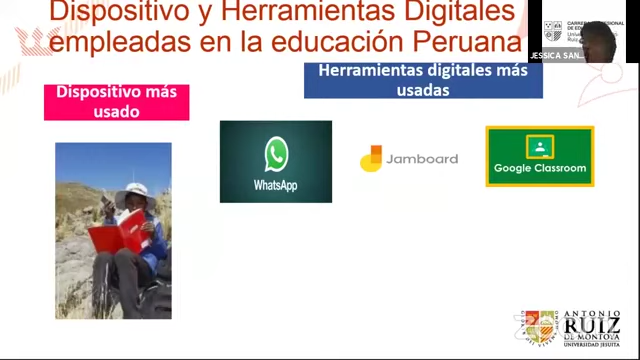 Dispositivo y Herramientas Digitales
empleadas en la educación Peruana
JESSICA SAN
Dispositivo más
usado
Herramientas digitales más
usadas
WhatsApp
Jamboard
Google Classroom
ANTONIO
RUIZ
DE MONTOYA
UNIVERSIDAD JESUITA